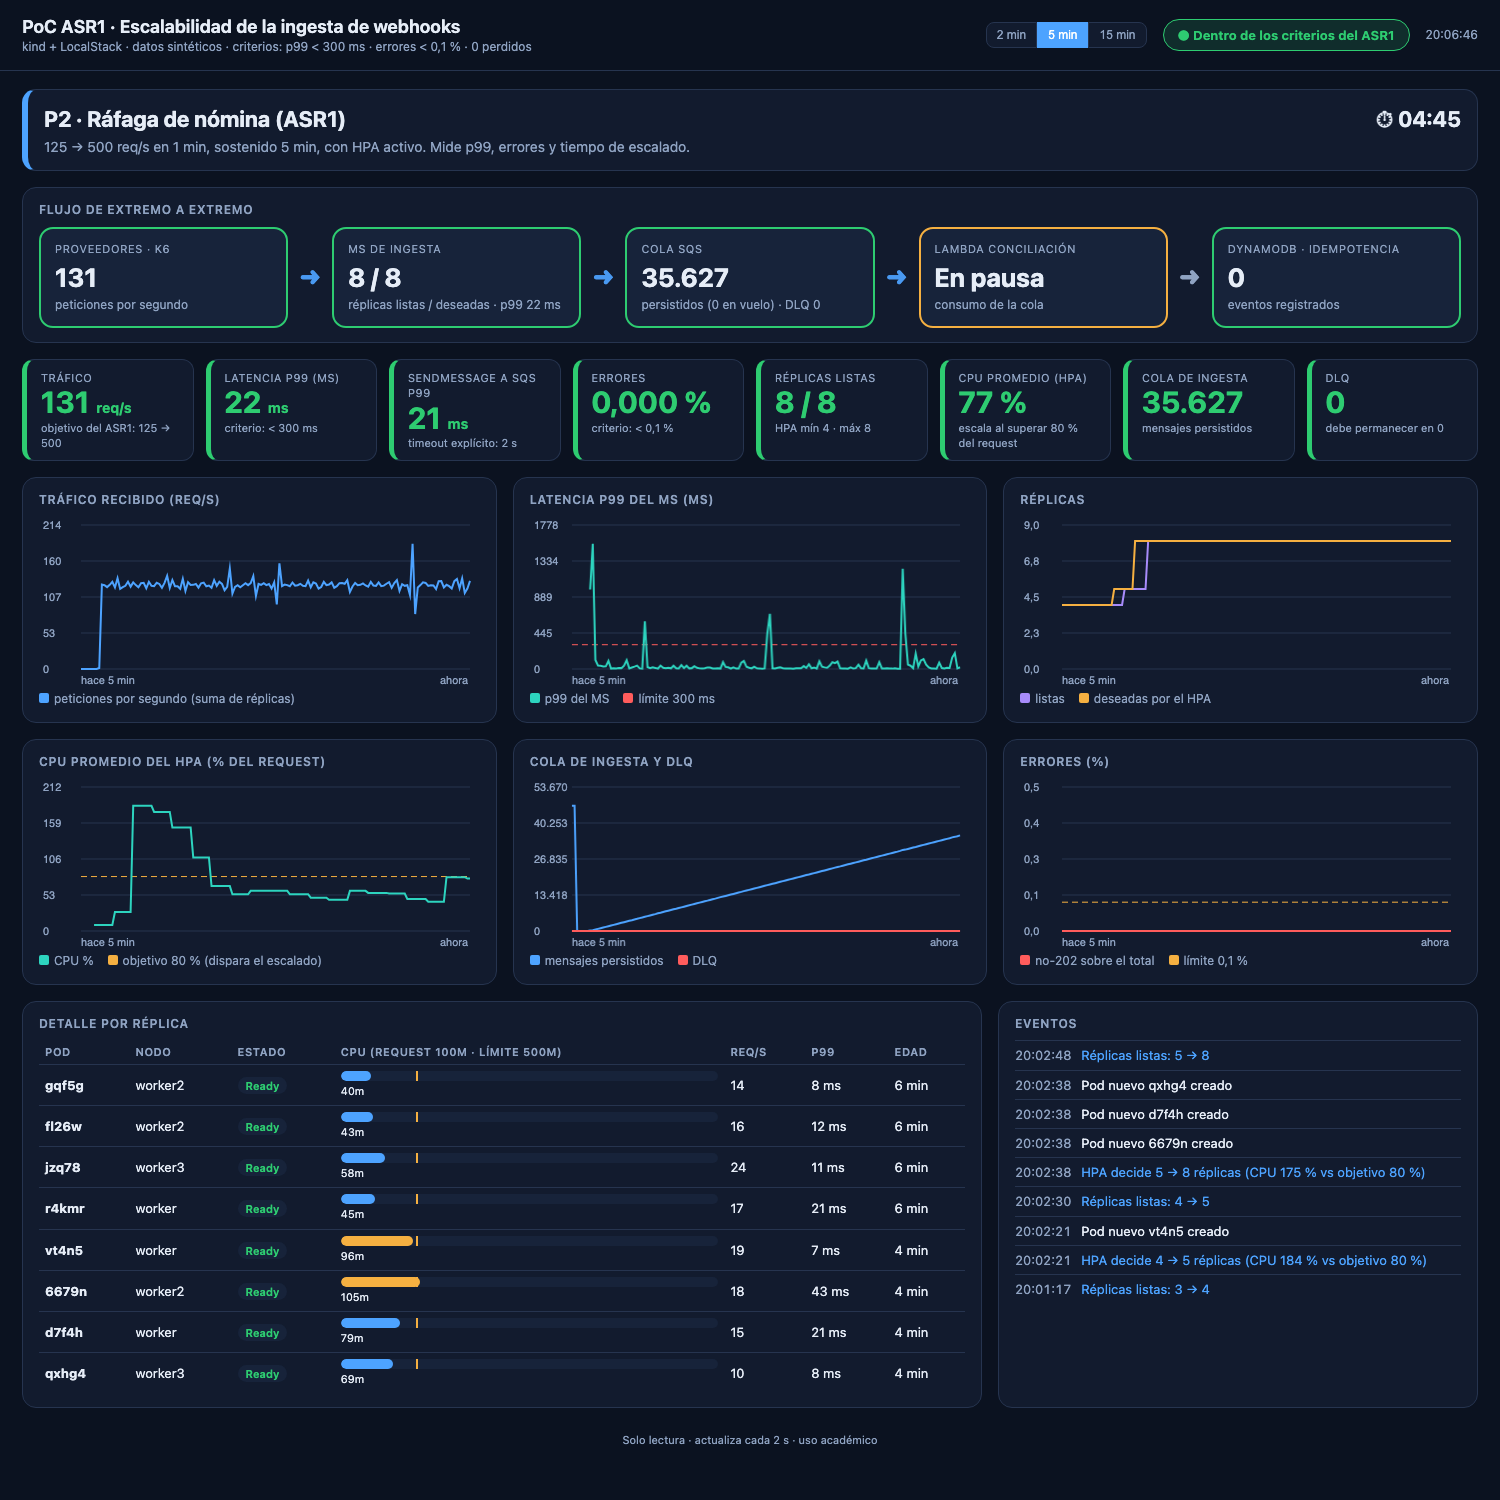 PoC ASR1 · Escalabilidad de la ingesta de webhooks
kind + LocalStack · datos sintéticos · criterios: p99 < 300 ms · errores < 0,1 % · 0 perdidos
2 min
5 min
15 min
Dentro de los criterios del ASR1
20:06:46
P2 · Ráfaga de nómina (ASR1)
⏱ 04:45
125 → 500 req/s en 1 min, sostenido 5 min, con HPA activo. Mide p99, errores y tiempo de escalado.
FLUJO DE EXTREMO A EXTREMO
PROVEEDORES · K6
131
peticiones por segundo
➜
MS DE INGESTA
8 / 8
réplicas listas / deseadas · p99 22 ms
➜
COLA SQS
35.627
persistidos (0 en vuelo) · DLQ 0
➜
LAMBDA CONCILIACIÓN
En pausa
consumo de la cola
➜
DYNAMODB · IDEMPOTENCIA
0
eventos registrados
TRÁFICO
131 req/s
objetivo del ASR1: 125 →
500
LATENCIA P99 (MS)
22 ms
criterio: < 300 ms
SENDMESSAGE A SQS
P99
21 ms
timeout explícito: 2 s
ERRORES
0,000 %
criterio: < 0,1 %
RÉPLICAS LISTAS
8 / 8
HPA mín 4 · máx 8
CPU PROMEDIO (HPA)
77 %
escala al superar 80 %
del request
COLA DE INGESTA
35.627
mensajes persistidos
DLQ
0
debe permanecer en 0
TRÁFICO RECIBIDO (REQ/S)
214
160
107
53
0
hace 5 min
ahora
peticiones por segundo (suma de réplicas)
LATENCIA P99 DEL MS (MS)
1778
1334
889
445
0
hace 5 min
ahora
p99 del MS
límite 300 ms
RÉPLICAS
9,0
6,8
4,5
2,3
0,0
hace 5 min
ahora
listas
deseadas por el HPA
CPU PROMEDIO DEL HPA (% DEL REQUEST)
212
159
106
53
0
hace 5 min
ahora
CPU %
objetivo 80 % (dispara el escalado)
COLA DE INGESTA Y DLQ
53.670
40.253
26.835
13.418
0
hace 5 min
ahora
mensajes persistidos
DLQ
ERRORES (%)
0,5
0,4
0,3
0,1
0,0
hace 5 min
ahora
no-202 sobre el total
límite 0,1 %
DETALLE POR RÉPLICA
POD NODO ESTADO CPU (REQUEST 100M · LÍMITE 500M) REQ/S P99 EDAD
gqf5g worker2 Ready 40m 14 8 ms 6 min
fl26w worker2 Ready 43m 16 12 ms 6 min
jzq78 worker3 Ready 58m 24 11 ms 6 min
r4kmr worker Ready 45m 17 21 ms 6 min
vt4n5 worker Ready 96m 19 7 ms 4 min
6679n worker2 Ready 105m 18 43 ms 4 min
d7f4h worker Ready 79m 15 21 ms 4 min
qxhg4 worker3 Ready 69m 10 8 ms 4 min
EVENTOS
20:02:48 Réplicas listas: 5 → 8
20:02:38 Pod nuevo qxhg4 creado
20:02:38 Pod nuevo d7f4h creado
20:02:38 Pod nuevo 6679n creado
20:02:38 HPA decide 5 → 8 réplicas (CPU 175 % vs objetivo 80 %)
20:02:30 Réplicas listas: 4 → 5
20:02:21 Pod nuevo vt4n5 creado
20:02:21 HPA decide 4 → 5 réplicas (CPU 184 % vs objetivo 80 %)
20:01:17 Réplicas listas: 3 → 4
Solo lectura · actualiza cada 2 s · uso académico